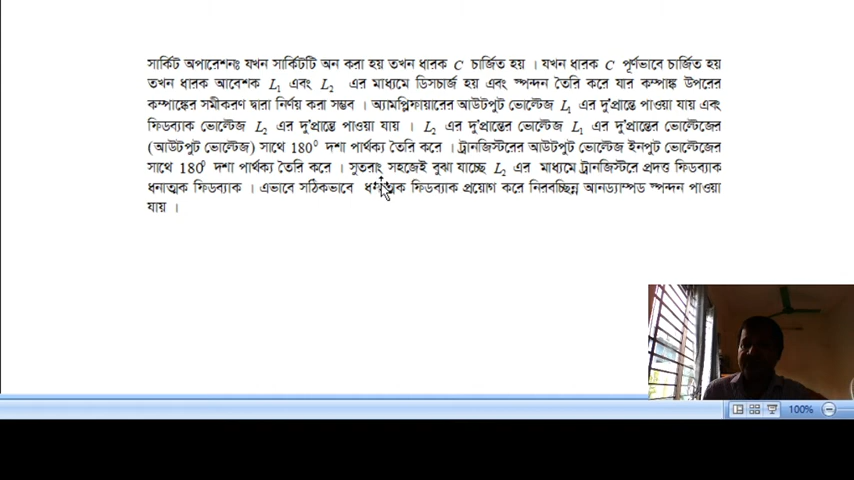 সার্কিট অপারেশনঃ যখন সার্কিটটি অন করা হয় তখন ধারক C চার্জিত হয় । যখন ধারক C পূর্ণভাবে চার্জিত হয়
তখন ধারক আবেশক L₁ এবং L₂ এর মাধ্যমে ডিসচার্জ হয় এবং স্পন্দন তৈরি করে যার কম্পাঙ্ক উপরের
কম্পাঙ্কের সমীকরণ দ্বারা নির্ণয় করা সম্ভব । অ্যামপ্লিফায়ারের আউটপুট ভোল্টেজ L₁ এর দু'প্রান্তে পাওয়া যায় এবং
ফিডব্যাক ভোল্টেজ L₂ এর দু'প্রান্তে পাওয়া যায় । L₂ এর দু'প্রান্তের ভোল্টেজ L₁ এর দু'প্রান্তের ভোল্টেজের
(আউটপুট ভোল্টেজ) সাথে 180⁰ দশা পার্থক্য তৈরি করে । ট্রানজিস্টরের আউটপুট ভোল্টেজ ইনপুট ভোল্টেজের
সাথে 180⁰ দশা পার্থক্য তৈরি করে । সুতরাং সহজেই বুঝা যাচ্ছে L₂ এর মাধ্যমে ট্রানজিস্টরে প্রদত্ত ফিডব্যাক
ধনাত্মক ফিডব্যাক । এভাবে সঠিকভাবে ধনাত্মক ফিডব্যাক প্রয়োগ করে নিরবচ্ছিন্ন আনড্যাম্পড স্পন্দন পাওয়া
যায় ।
100%